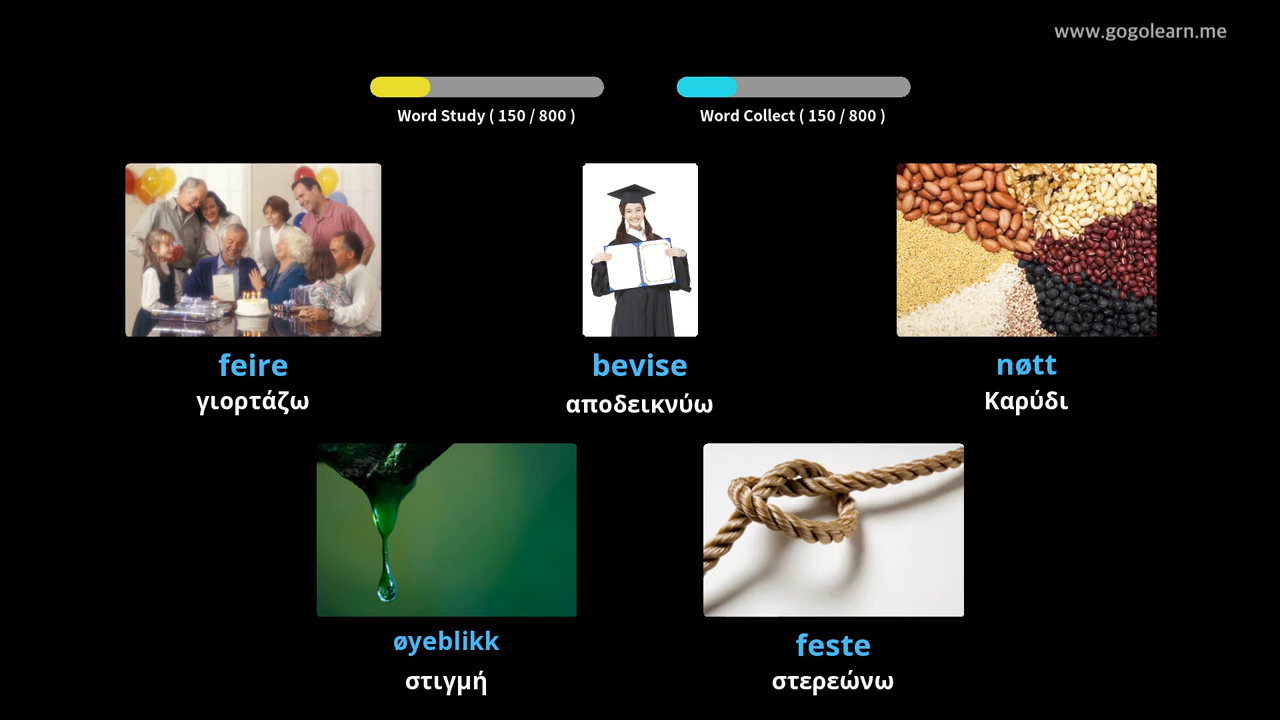 www.gogolearn.me
Word Study ( 150 / 800 )
Word Collect ( 150 / 800 )
feire
γιορτάζω
bevise
αποδεικνύω
nøtt
Καρύδι
øyeblikk
στιγμή
feste
στερεώνω